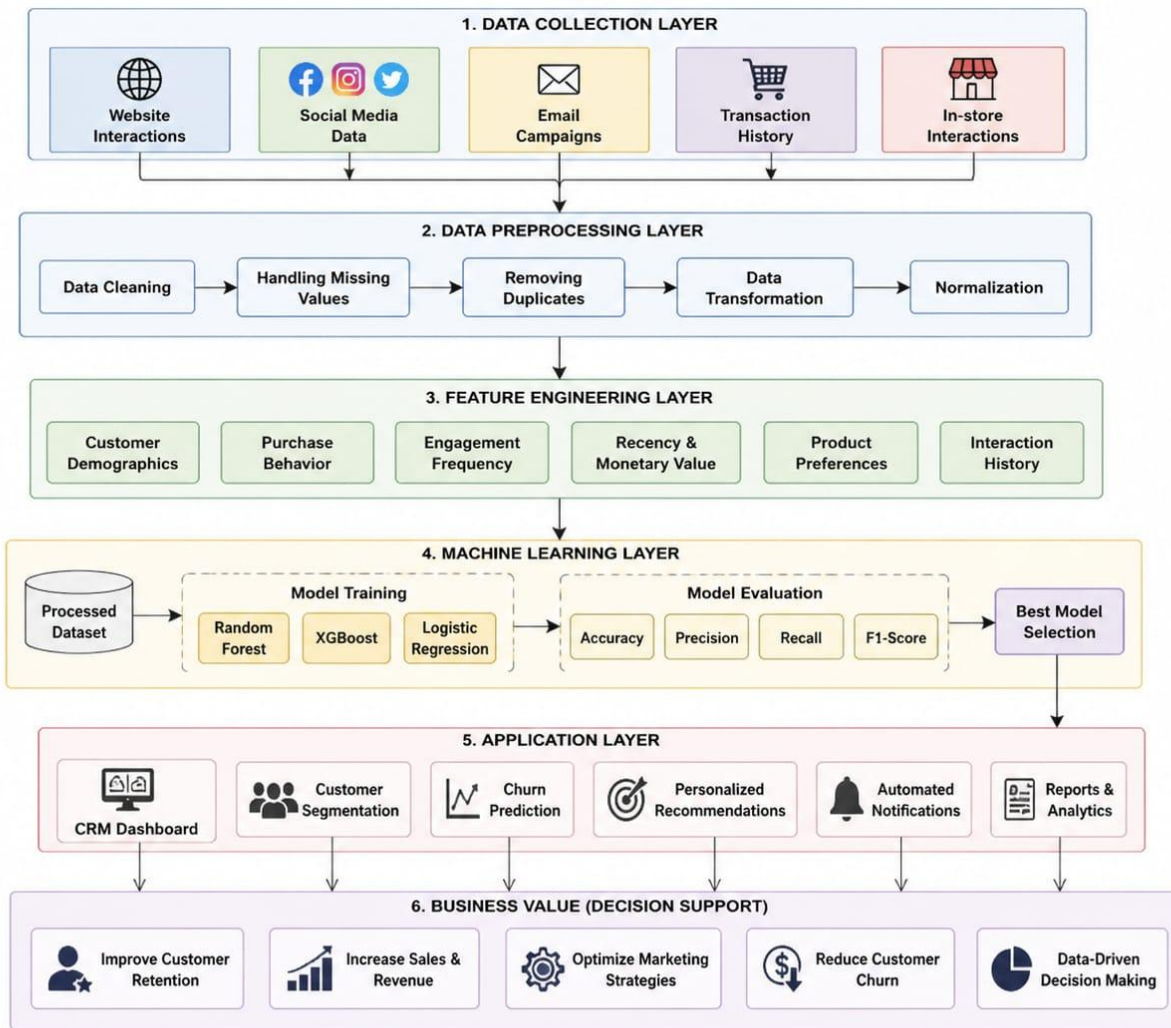 1. DATA COLLECTION LAYER
Website
Interactions
Social Media
Data
Email
Campaigns
Transaction
History
In-store
Interactions
2. DATA PREPROCESSING LAYER
Data Cleaning
Handling Missing
Values
Removing
Duplicates
Data
Transformation
Normalization
3. FEATURE ENGINEERING LAYER
Customer
Demographics
Purchase
Behavior
Engagement
Frequency
Recency &
Monetary Value
Product
Preferences
Interaction
History
4. MACHINE LEARNING LAYER
Processed
Dataset
Model Training
Random
Forest
XGBoost
Logistic
Regression
Model Evaluation
Accuracy
Precision
Recall
F1-Score
Best Model
Selection
5. APPLICATION LAYER
CRM Dashboard
Customer
Segmentation
Churn
Prediction
Personalized
Recommendations
Automated
Notifications
Reports &
Analytics
6. BUSINESS VALUE (DECISION SUPPORT)
Improve Customer
Retention
Increase Sales &
Revenue
Optimize Marketing
Strategies
Reduce Customer
Churn
Data-Driven
Decision Making